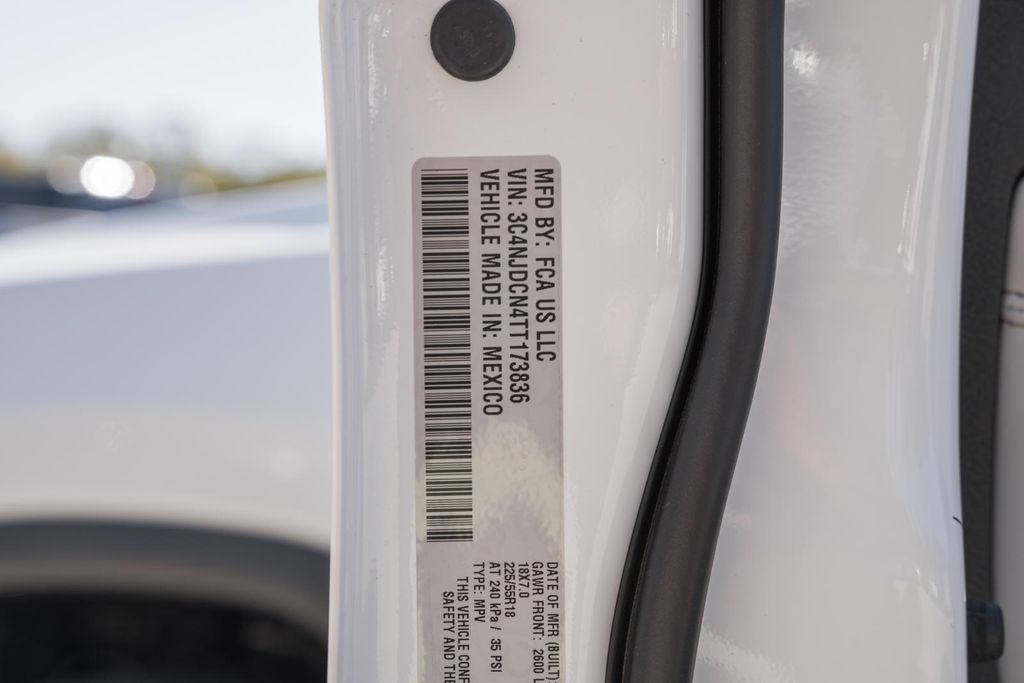 MFD BY: FCA US LLC
VIN: 3C4NJDCN4TT173836
VEHICLE MADE IN: MEXICO
DATE OF MFR (BUILT):
GAWR FRONT: 2600 L
18X7.0
225/55R18
AT 240 kPa / 35 PSI
TYPE: MPV
THIS VEHICLE CONF
SAFETY AND THE